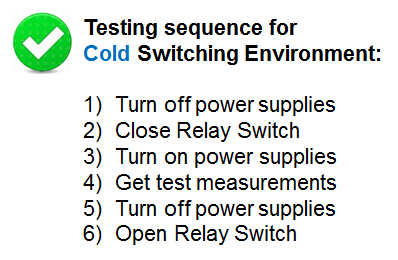 Testing sequence for
Cold Switching Environment:
1) Turn off power supplies
2) Close Relay Switch
3) Turn on power supplies
4) Get test measurements
5) Turn off power supplies
6) Open Relay Switch